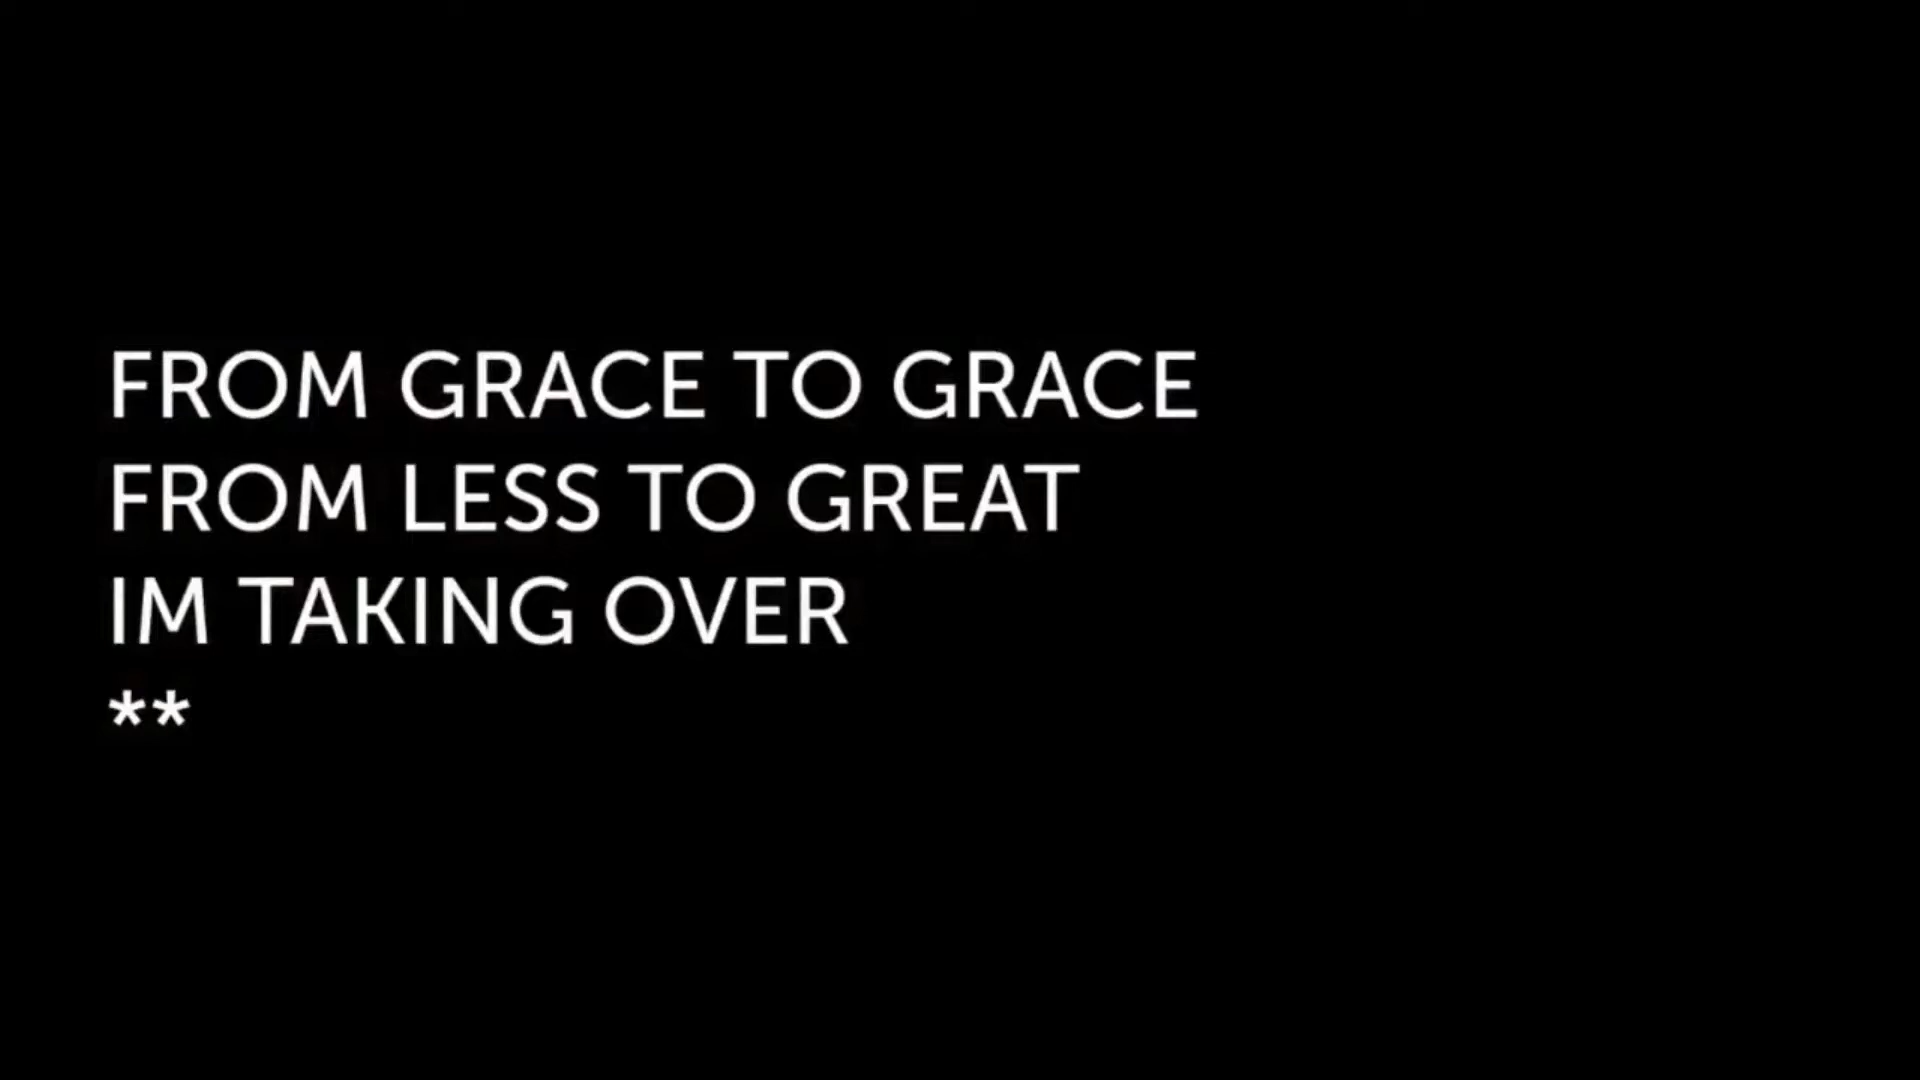 FROM GRACE TO GRACE
FROM LESS TO GREAT
IM TAKING OVER
**